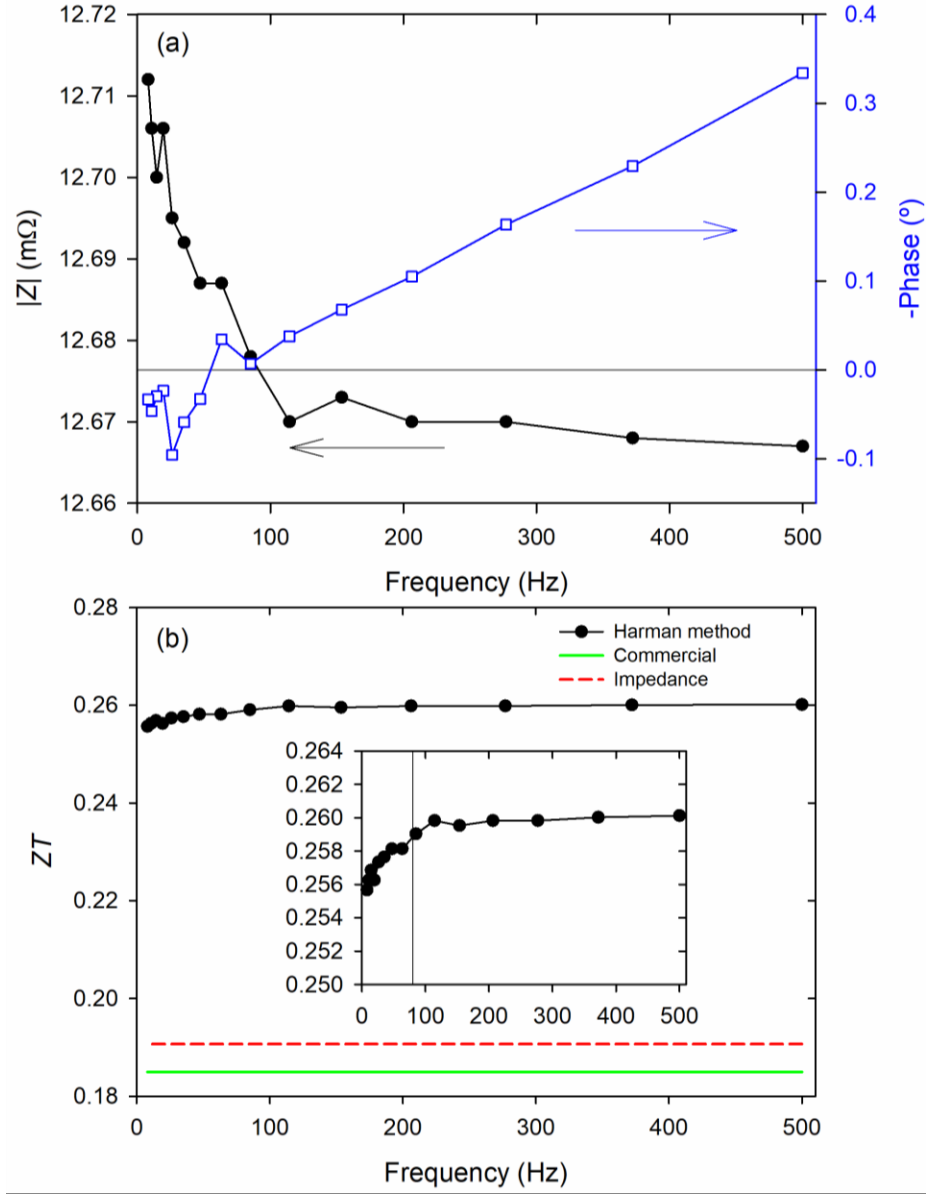 12.72
0.4
(a)
12.71
0.3
12.70
0.2
|Z| (mΩ)
12.69
-Phase (º)
0.1
12.68
0.0
12.67
-0.1
12.66
0 100 200 300 400 500
Frequency (Hz)
0.28
(b)
Harman method
Commercial
Impedance
0.26
0.264
0.262
0.260
0.24
0.258
ZT
0.256
0.254
0.22
0.252
0.250
0.20
0 100 200 300 400 500
0.18
0 100 200 300 400 500
Frequency (Hz)